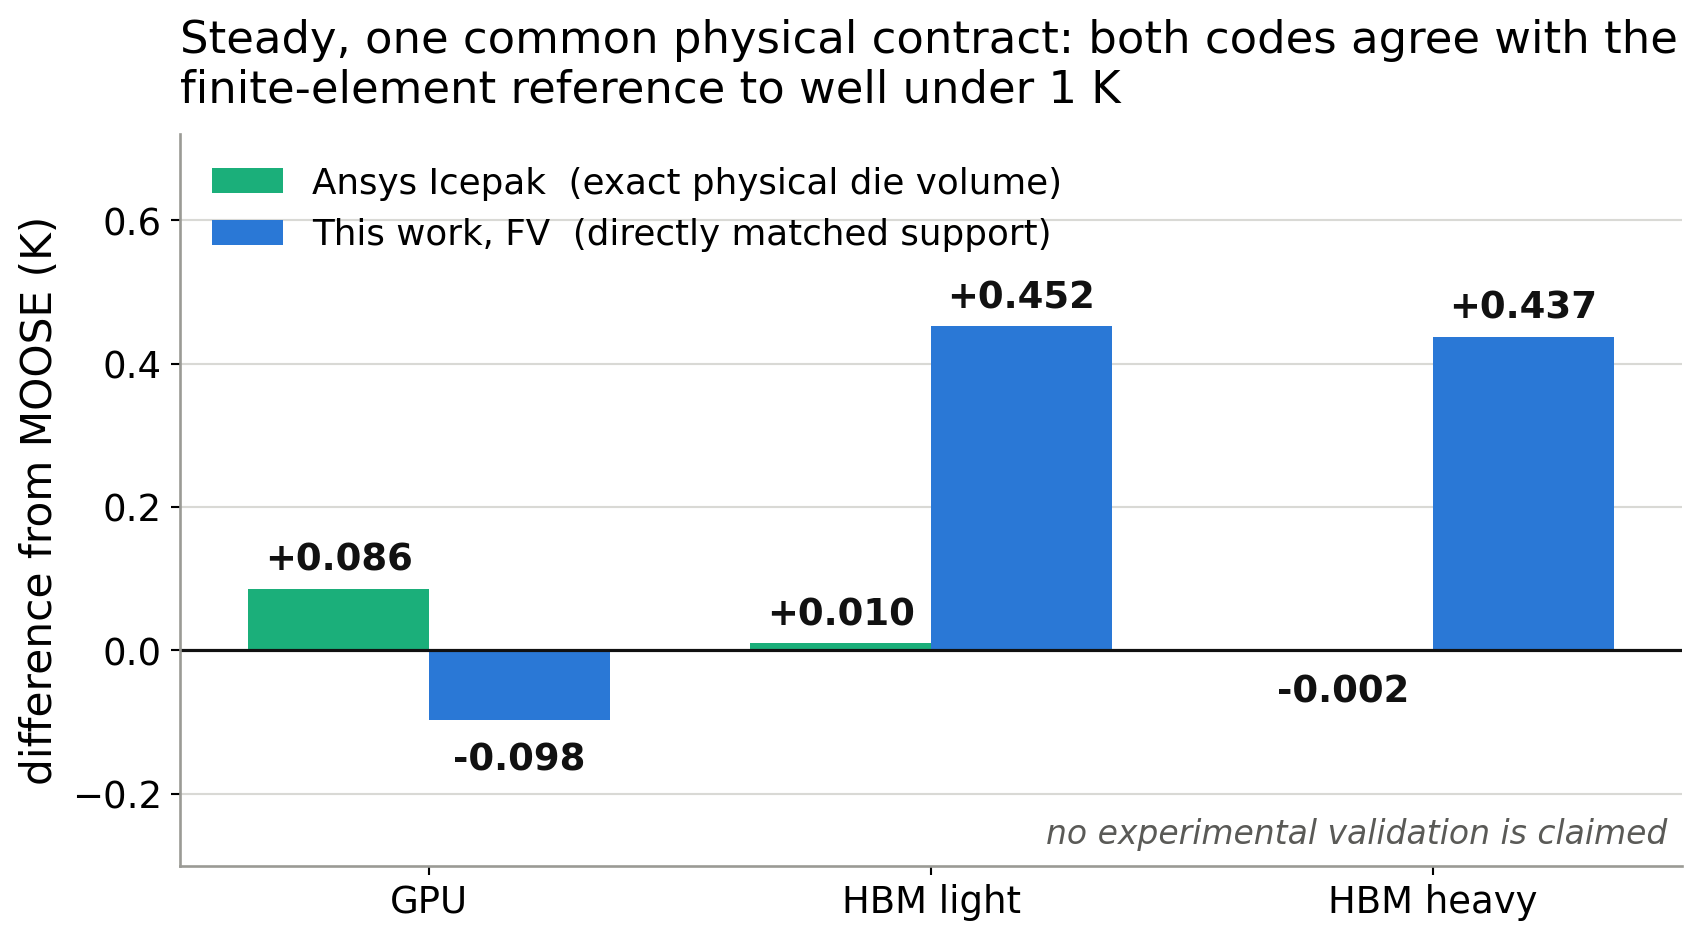 Steady, one common physical contract: both codes agree with the
finite-element reference to well under 1 K
Ansys Icepak (exact physical die volume)
This work, FV (directly matched support)
difference from MOOSE (K)
0.6
0.4
0.2
0.0
−0.2
+0.086
-0.098
+0.010
+0.452
-0.002
+0.437
no experimental validation is claimed
GPU
HBM light
HBM heavy